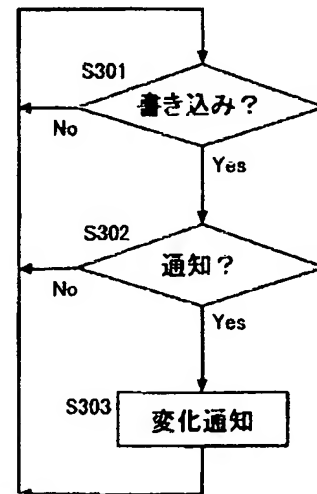 S301
書き込み？
No
Yes
S302
通知？
No
Yes
S303
変化通知